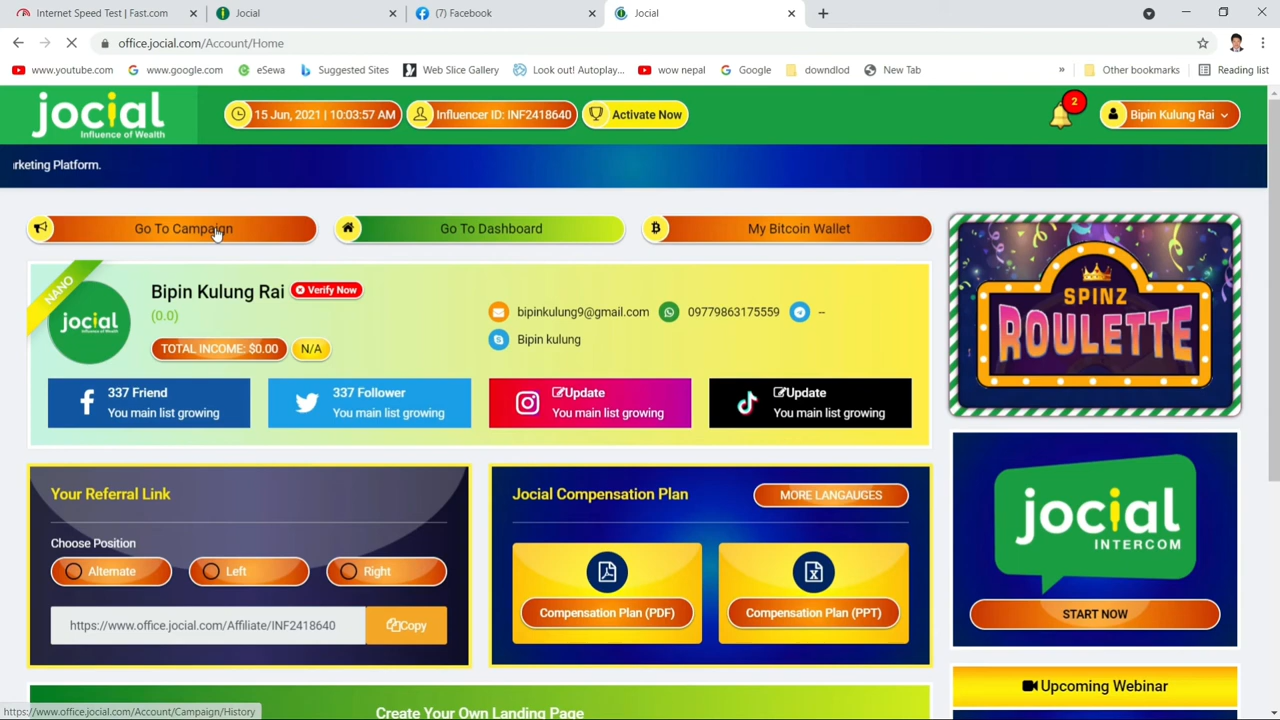 Internet Speed Test | Fast.com
Jocial
(7) Facebook
Jocial
office.jocial.com/Account/Home
www.youtube.com
www.google.com
eSewa
Suggested Sites
Web Slice Gallery
Look out! Autoplay...
wow nepal
Google
downdlod
New Tab
»
Other bookmarks
Reading list
jocial
Influence of Wealth
15 Jun, 2021 | 10:03:57 AM
Influencer ID: INF2418640
Activate Now
2
Bipin Kulung Rai
rketing Platform.
Go To Campaign
Go To Dashboard
My Bitcoin Wallet
NANO
jocial
Influence of Wealth
Bipin Kulung Rai
Verify Now
(0.0)
TOTAL INCOME: $0.00
N/A
bipinkulung9@gmail.com
09779863175559
--
Bipin kulung
337 Friend
You main list growing
337 Follower
You main list growing
Update
You main list growing
Update
You main list growing
SPINZ
ROULETTE
Your Referral Link
Choose Position
Alternate
Left
Right
https://www.office.jocial.com/Affiliate/INF2418640
Copy
Jocial Compensation Plan
MORE LANGAUGES
Compensation Plan (PDF)
Compensation Plan (PPT)
jocial
INTERCOM
START NOW
Upcoming Webinar
Create Your Own Landing Page
https://www.office.jocial.com/Account/Campaign/History